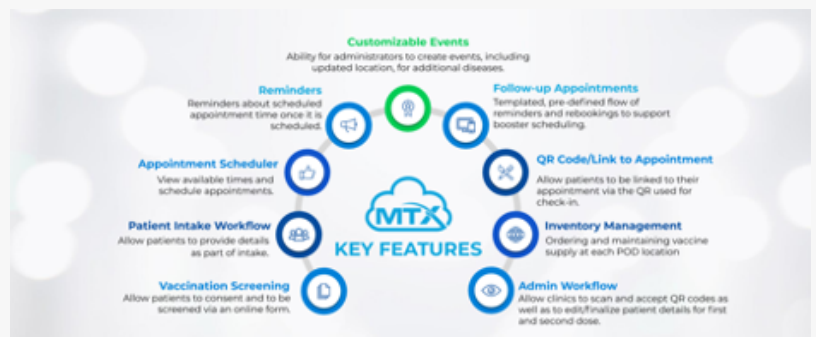 Customizable Events
Ability for administrators to create events, including
updated location, for additional diseases.
Reminders
Reminders about scheduled
appointment time once it is
scheduled.
Follow-up Appointments
Templated, pre-defined flow of
reminders and rebookings to support
booster scheduling.
Appointment Scheduler
View available times and
schedule appointments.
QR Code/Link to Appointment
Allow patients to be linked to their
appointment via the QR used for
check-in.
Patient Intake Workflow
Allow patients to provide details
as part of intake.
MTX
KEY FEATURES
Inventory Management
Ordering and maintaining vaccine
supply at each POD location
Vaccination Screening
Allow patients to consent and to be
screened via an online form.
Admin Workflow
Allow clinics to scan and accept QR codes as
well as to edit/finalize patient details for first
and second dose.